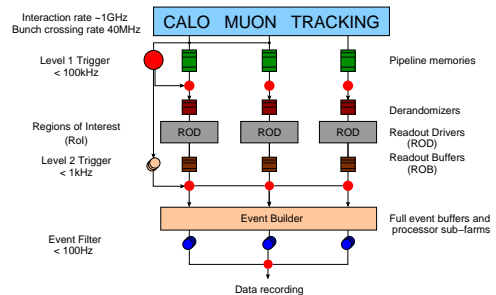 Interaction rate ~1GHz
Bunch crossing rate 40MHz
CALO MUON TRACKING
Level 1 Trigger
< 100kHz
Pipeline memories
Derandomizers
Regions of Interest
(RoI)
ROD ROD ROD
Readout Drivers
(ROD)
Level 2 Trigger
< 1kHz
Readout Buffers
(ROB)
Event Builder
Full event buffers and
processor sub-farms
Event Filter
< 100Hz
Data recording